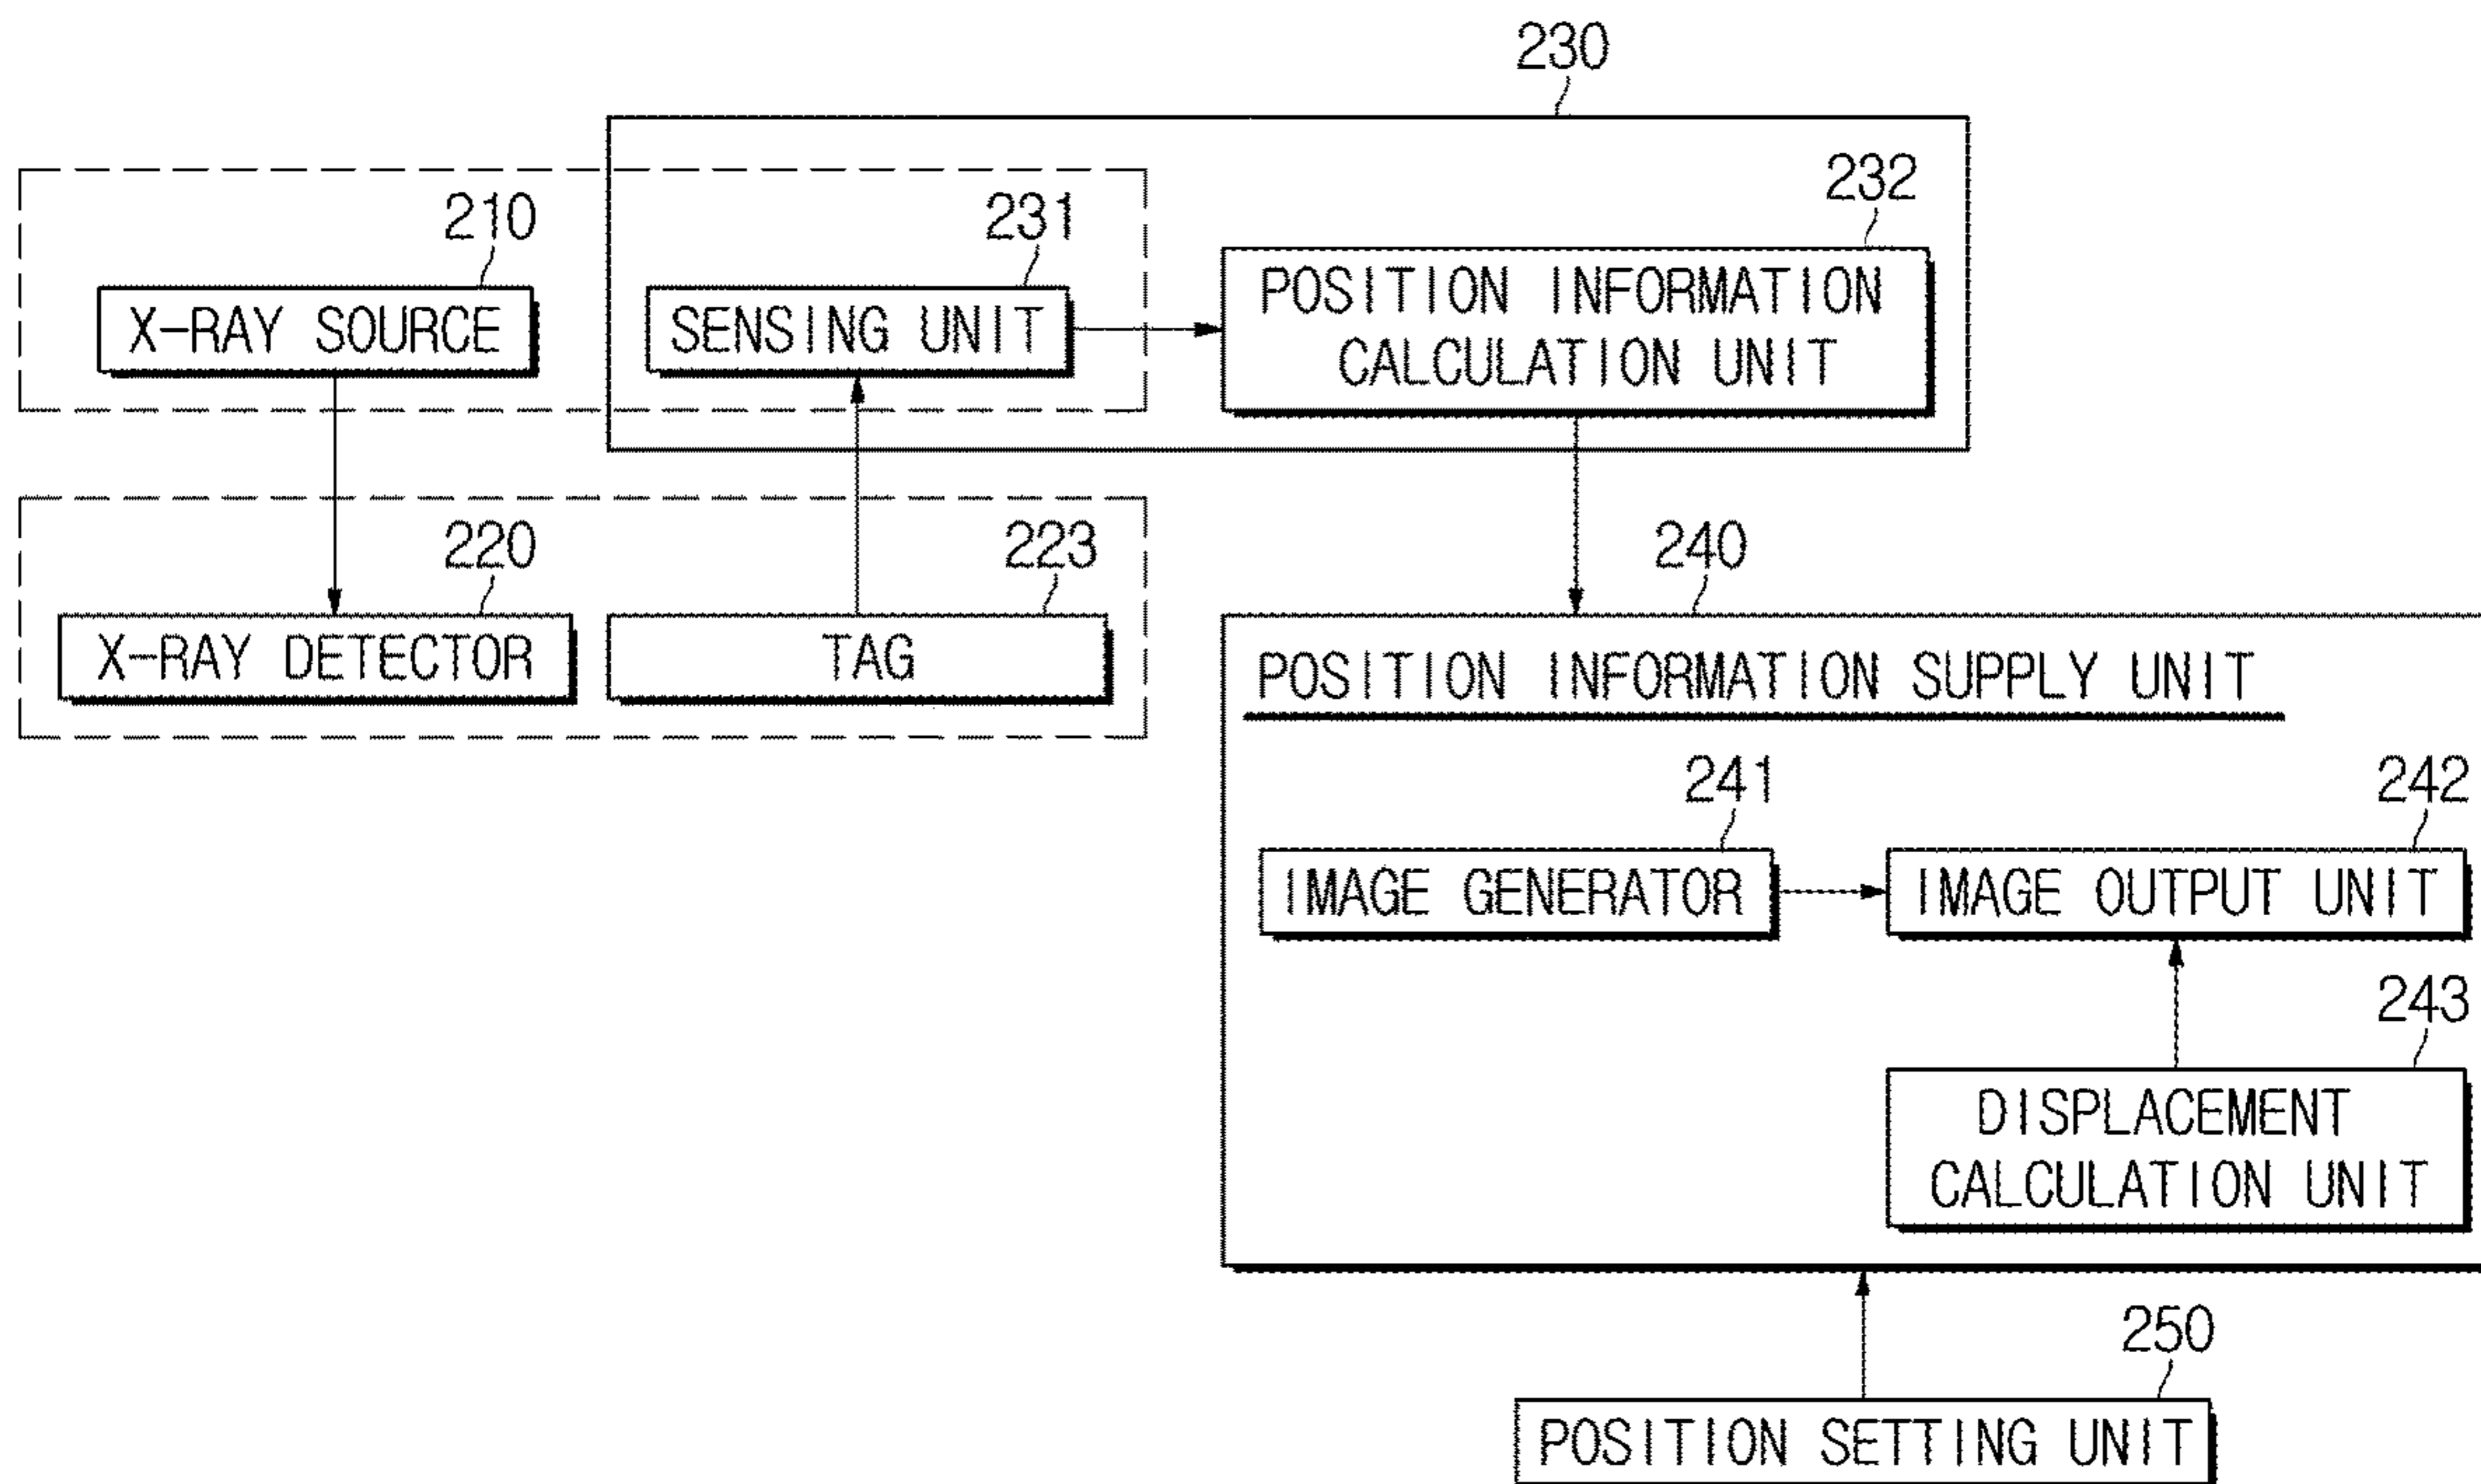 230
232
210
231
X-RAY SOURCE
SENSING UNIT
POSITION INFORMATION
CALCULATION UNIT
220
223
240
X-RAY DETECTOR
TAG
POSITION INFORMATION SUPPLY UNIT
241
242
IMAGE GENERATOR
IMAGE OUTPUT UNIT
243
DISPLACEMENT
CALCULATION UNIT
250
POSITION SETTING UNIT